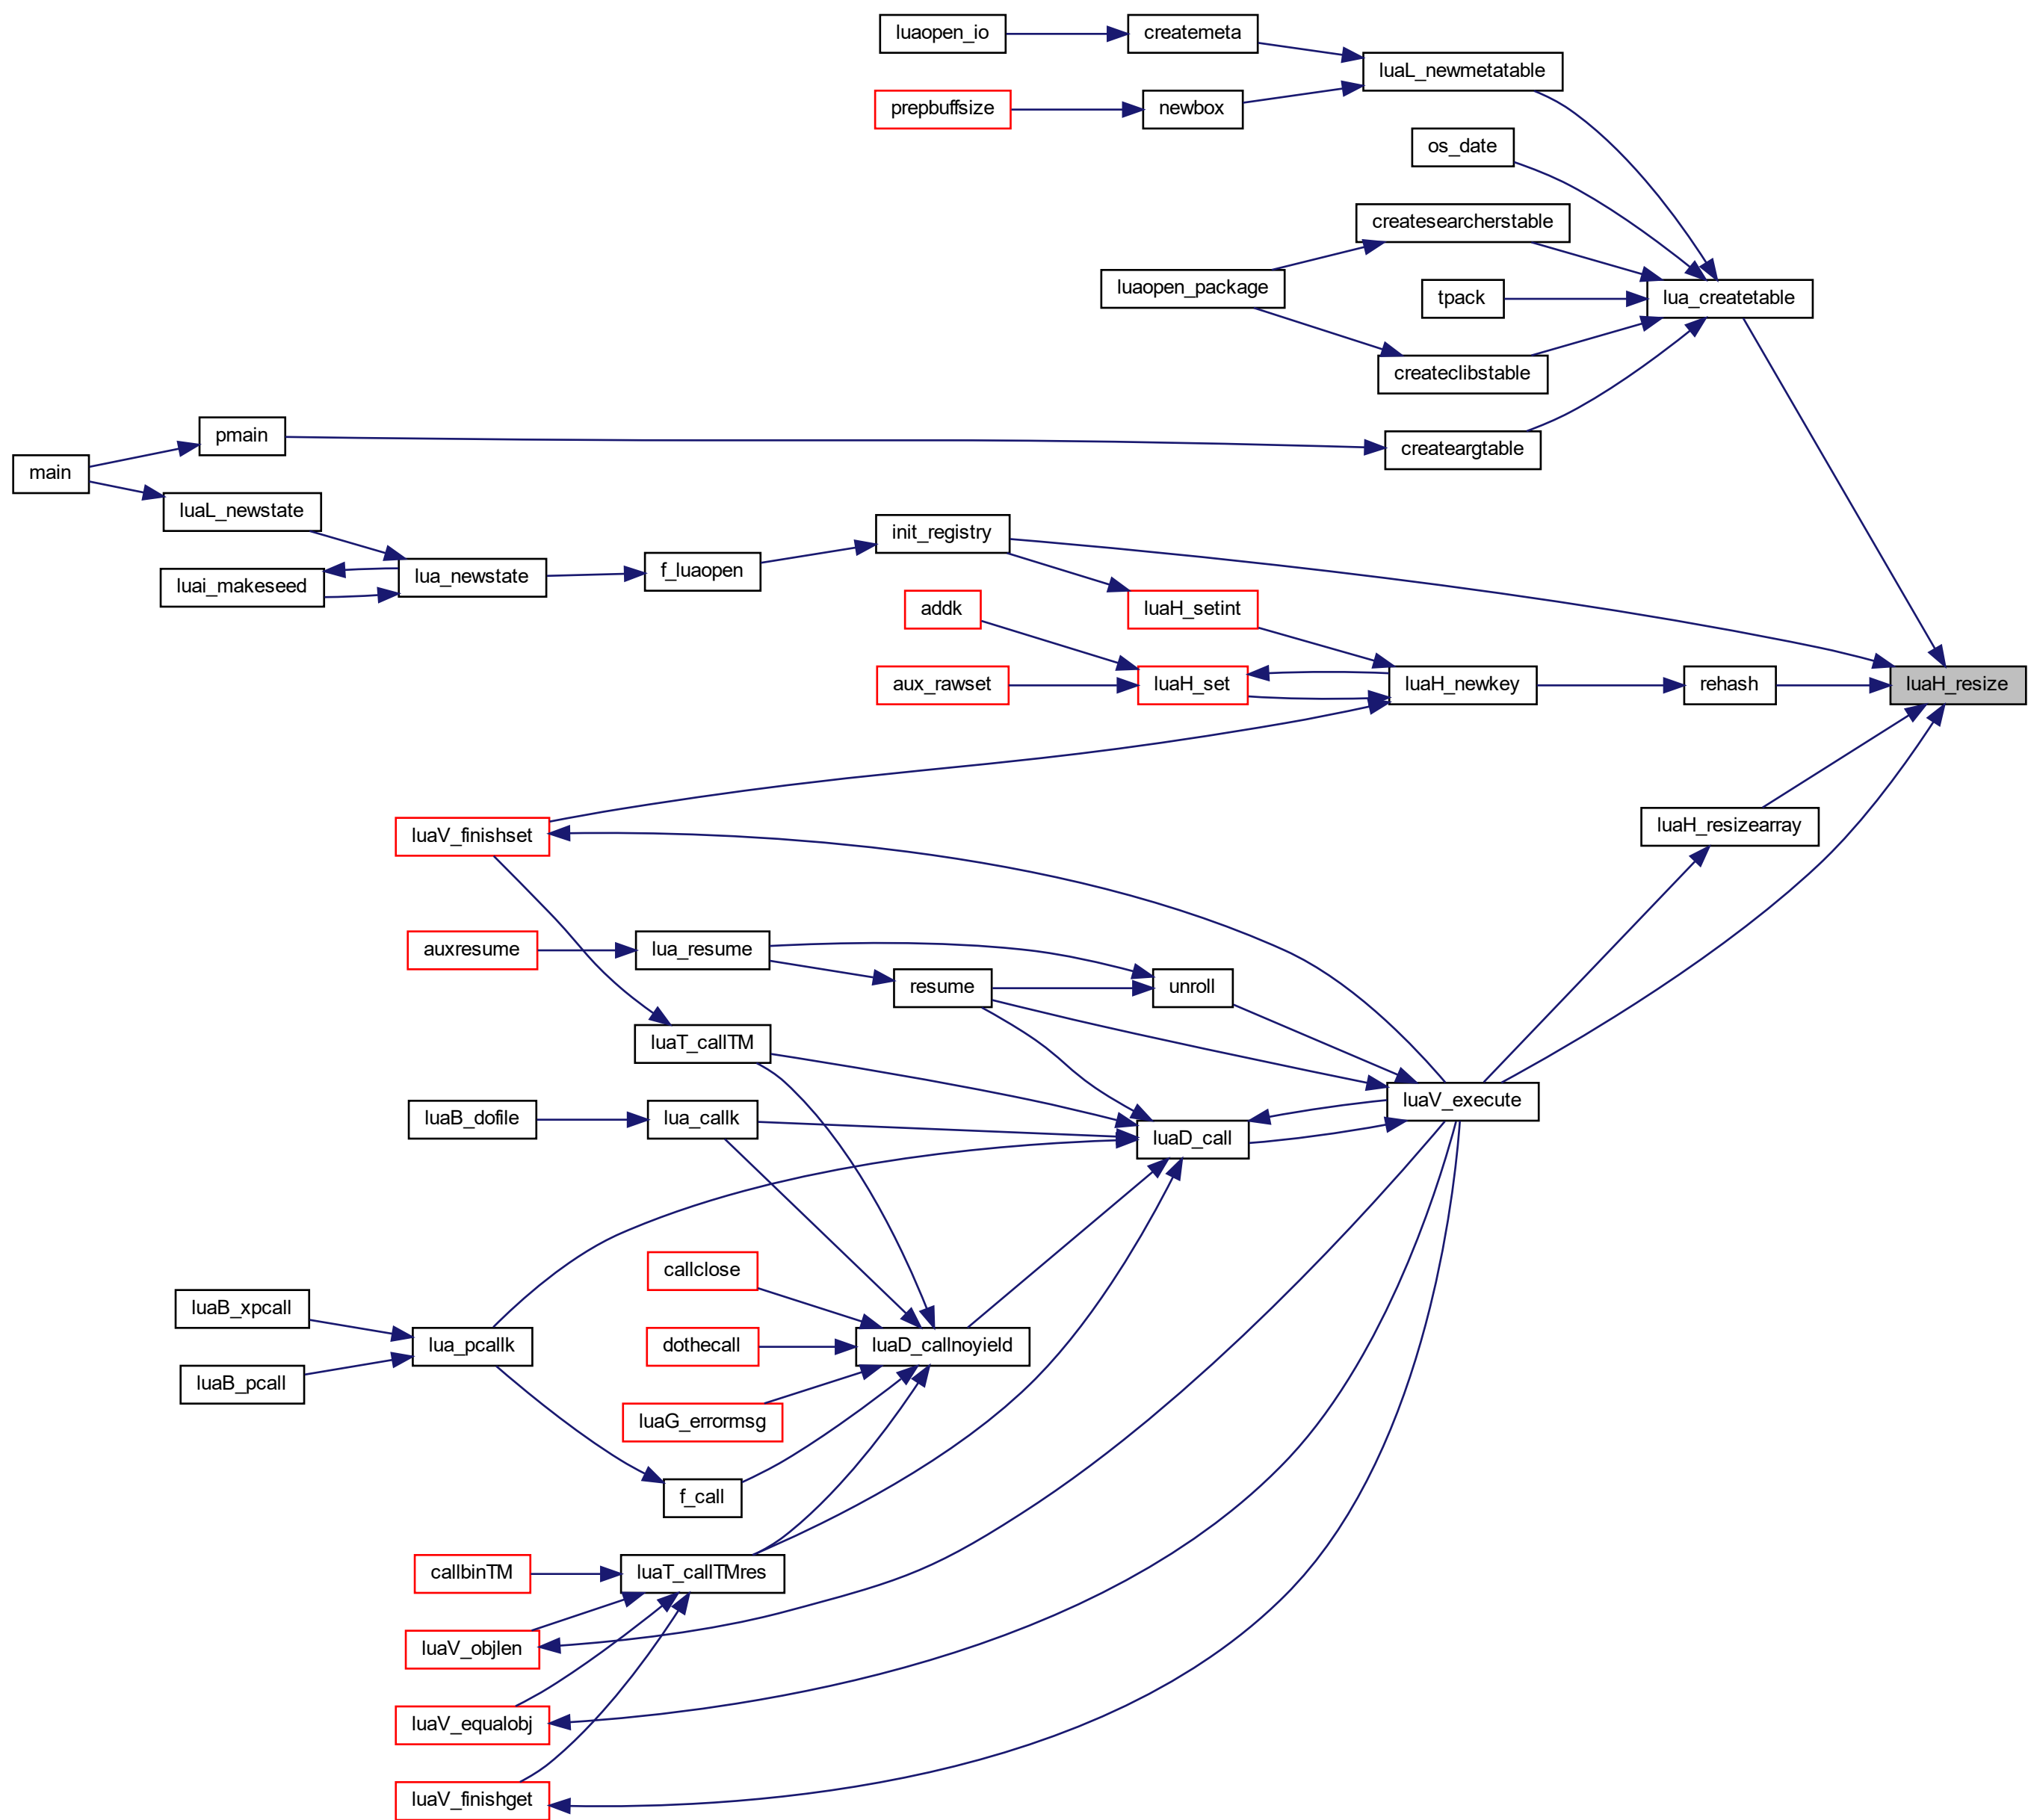 luaopen_io
createmeta
luaL_newmetatable
prepbuffsize
newbox
os_date
createsearcherstable
luaopen_package
tpack
lua_createtable
createclibstable
pmain
createargtable
main
luaL_newstate
init_registry
f_luaopen
lua_newstate
luai_makeseed
addk
luaH_setint
aux_rawset
luaH_set
luaH_newkey
rehash
luaH_resize
luaV_finishset
luaH_resizearray
auxresume
lua_resume
resume
unroll
luaT_callTM
luaB_dofile
lua_callk
luaD_call
luaV_execute
callclose
luaB_xpcall
lua_pcallk
dothecall
luaD_callnoyield
luaB_pcall
luaG_errormsg
f_call
callbinTM
luaT_callTMres
luaV_objlen
luaV_equalobj
luaV_finishget